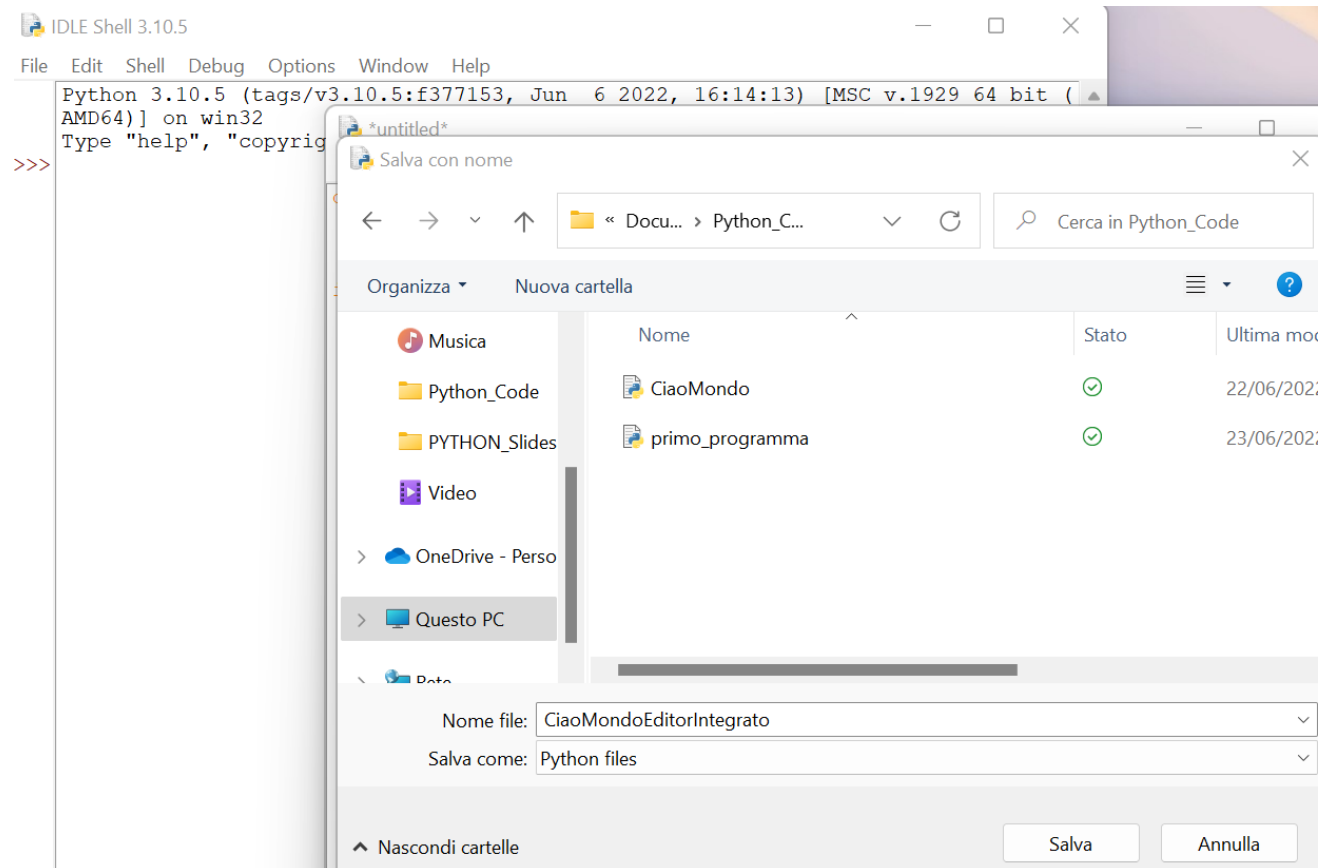 IDLE Shell 3.10.5
File Edit Shell Debug Options Window Help
Python 3.10.5 (tags/v3.10.5:f377153, Jun 6 2022, 16:14:13) [MSC v.1929 64 bit (
AMD64)] on win32
Type "help", "copyrig
>>>
*untitled*
Salva con nome
« Docu... › Python_C...
Cerca in Python_Code
Organizza
Nuova cartella
?
Nome Stato Ultima mod
Musica
Python_Code
PYTHON_Slides
Video
OneDrive - Perso
Questo PC
Rete
CiaoMondo 22/06/2022
primo_programma 23/06/2022
Nome file: CiaoMondoEditorIntegrato
Salva come: Python files
Nascondi cartelle
Salva
Annulla